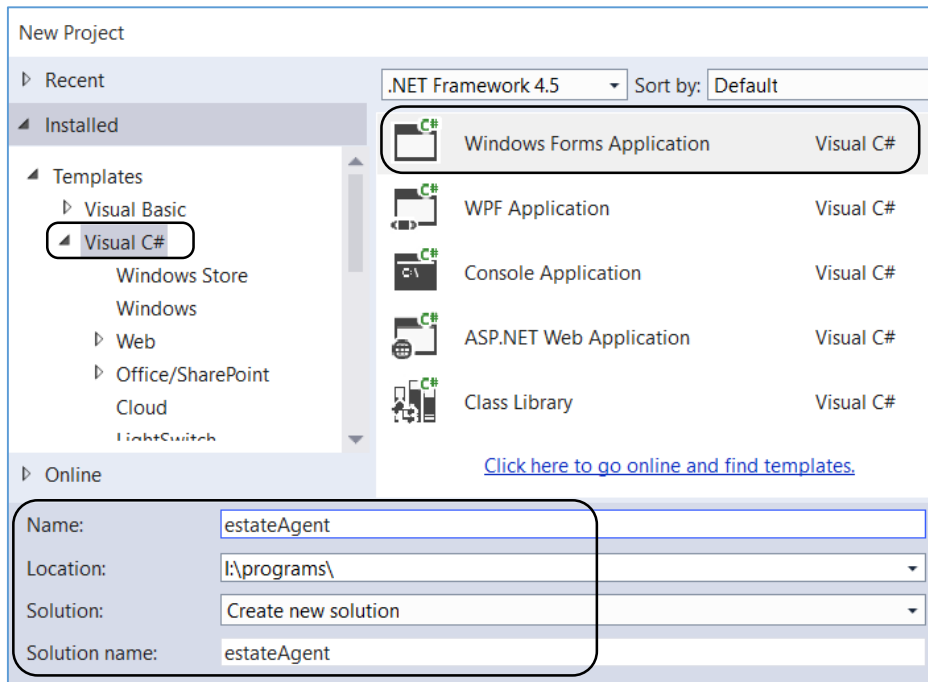 New Project
Recent
Installed
Templates
Visual Basic
Visual C#
Windows Store
Windows
Web
Office/SharePoint
Cloud
LightSwitch
Online
.NET Framework 4.5 Sort by: Default
C# Windows Forms Application Visual C#
C# WPF Application Visual C#
C# C:\ Console Application Visual C#
C# ASP.NET Web Application Visual C#
C# Class Library Visual C#
Click here to go online and find templates.
Name: estateAgent
Location: I:\programs\
Solution: Create new solution
Solution name: estateAgent